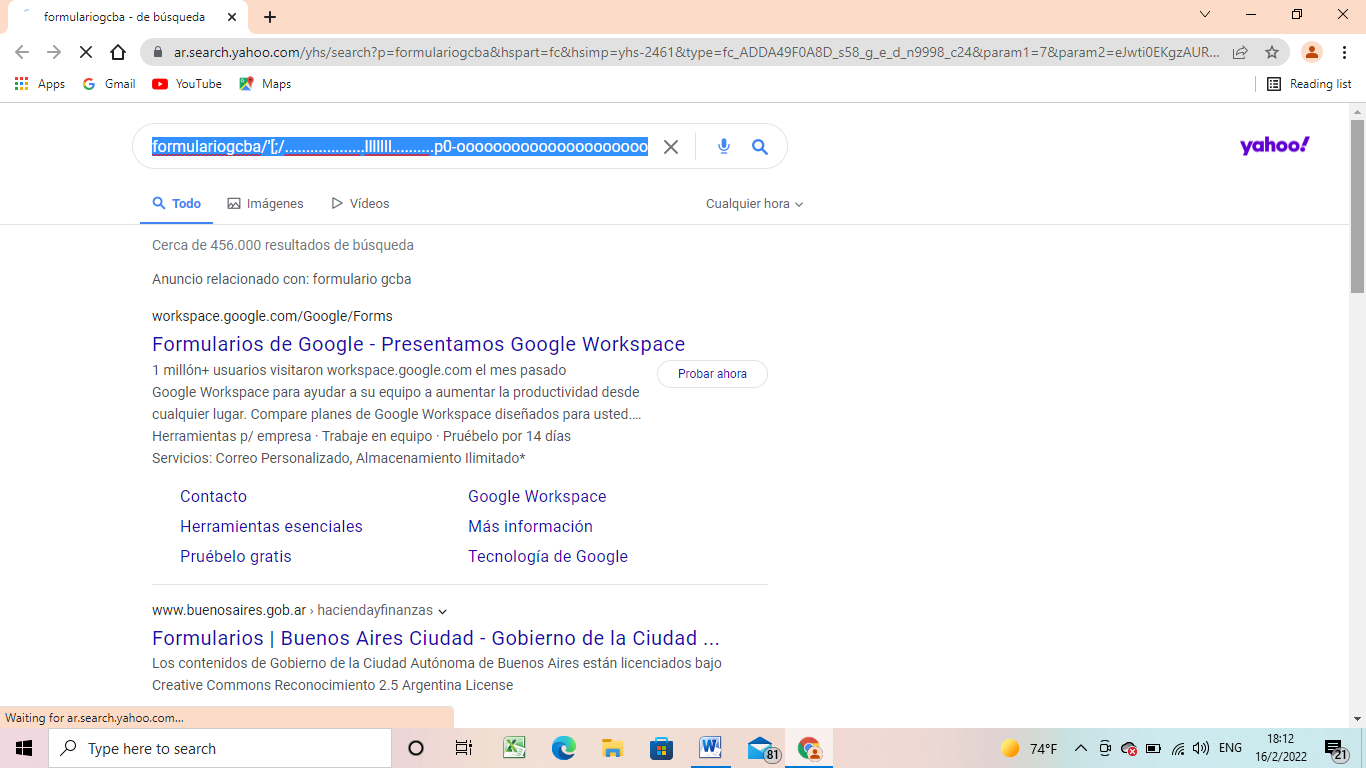 formulariogcba - de búsqueda
ar.search.yahoo.com/yhs/search?p=formulariogcba&hspart=fc&hsimp=yhs-2461&type=fc_ADDA49F0A8D_s58_g_e_d_n9998_c24&param1=7&param2=eJwti0EKgzAUR...
Apps Gmail YouTube Maps Reading list
formulariogcba/'[;/...................lllllll..........p0-ooooooooooooooooooooo
yahoo!
Todo Imágenes Vídeos Cualquier hora
Cerca de 456.000 resultados de búsqueda
Anuncio relacionado con: formulario gcba
workspace.google.com/Google/Forms
Formularios de Google - Presentamos Google Workspace
1 millón+ usuarios visitaron workspace.google.com el mes pasado
Probar ahora
Google Workspace para ayudar a su equipo a aumentar la productividad desde
cualquier lugar. Compare planes de Google Workspace diseñados para usted....
Herramientas p/ empresa · Trabaje en equipo · Pruébelo por 14 días
Servicios: Correo Personalizado, Almacenamiento Ilimitado*
Contacto Google Workspace
Herramientas esenciales Más información
Pruébelo gratis Tecnología de Google
www.buenosaires.gob.ar › haciendayfinanzas
Formularios | Buenos Aires Ciudad - Gobierno de la Ciudad ...
Los contenidos de Gobierno de la Ciudad Autónoma de Buenos Aires están licenciados bajo
Creative Commons Reconocimiento 2.5 Argentina License
Waiting for ar.search.yahoo.com...
Type here to search 81 74°F ENG 18:12
16/2/2022 21